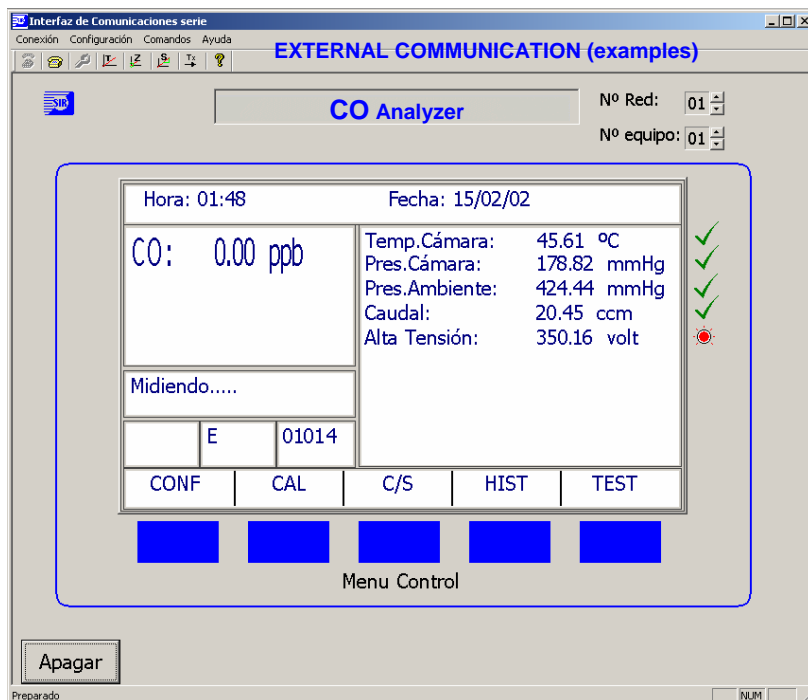 Interfaz de Comunicaciones serie
Conexión Configuración Comandos Ayuda
EXTERNAL COMMUNICATION (examples)
SIR
CO Analyzer
Nº Red: 01
Nº equipo: 01
Hora: 01:48 Fecha: 15/02/02
CO: 0.00 ppb
Temp.Cámara: 45.61 ºC
Pres.Cámara: 178.82 mmHg
Pres.Ambiente: 424.44 mmHg
Caudal: 20.45 ccm
Alta Tensión: 350.16 volt
Midiendo.....
E 01014
CONF CAL C/S HIST TEST
Menu Control
Apagar
Preparado NUM